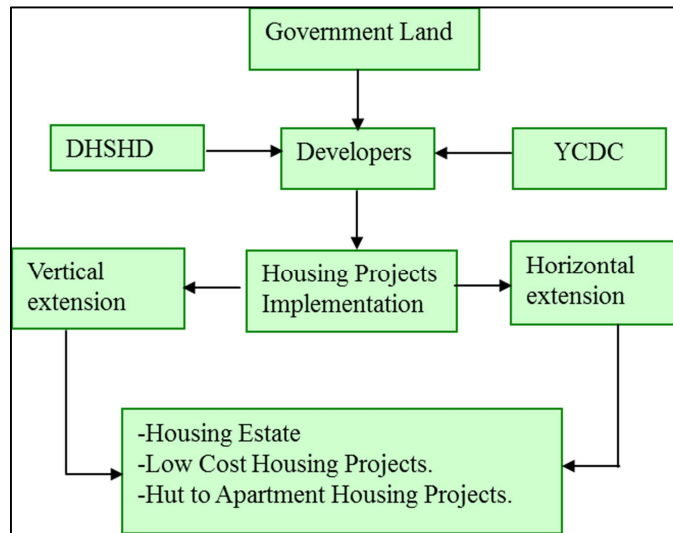 Government Land
DHSHD
Developers
YCDC
Vertical
extension
Housing Projects
Implementation
Horizontal
extension
-Housing Estate
-Low Cost Housing Projects.
-Hut to Apartment Housing Projects.